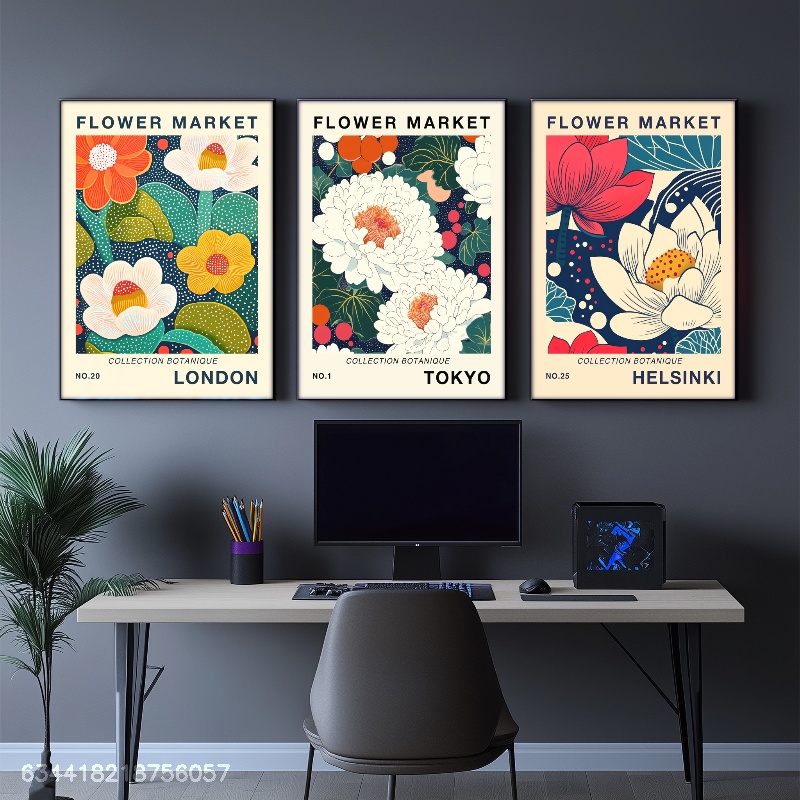 FLOWER MARKET
COLLECTION BOTANIQUE
NO.20 LONDON
FLOWER MARKET
COLLECTION BOTANIQUE
NO.1 TOKYO
FLOWER MARKET
COLLECTION BOTANIQUE
NO.25 HELSINKI
634418218756057